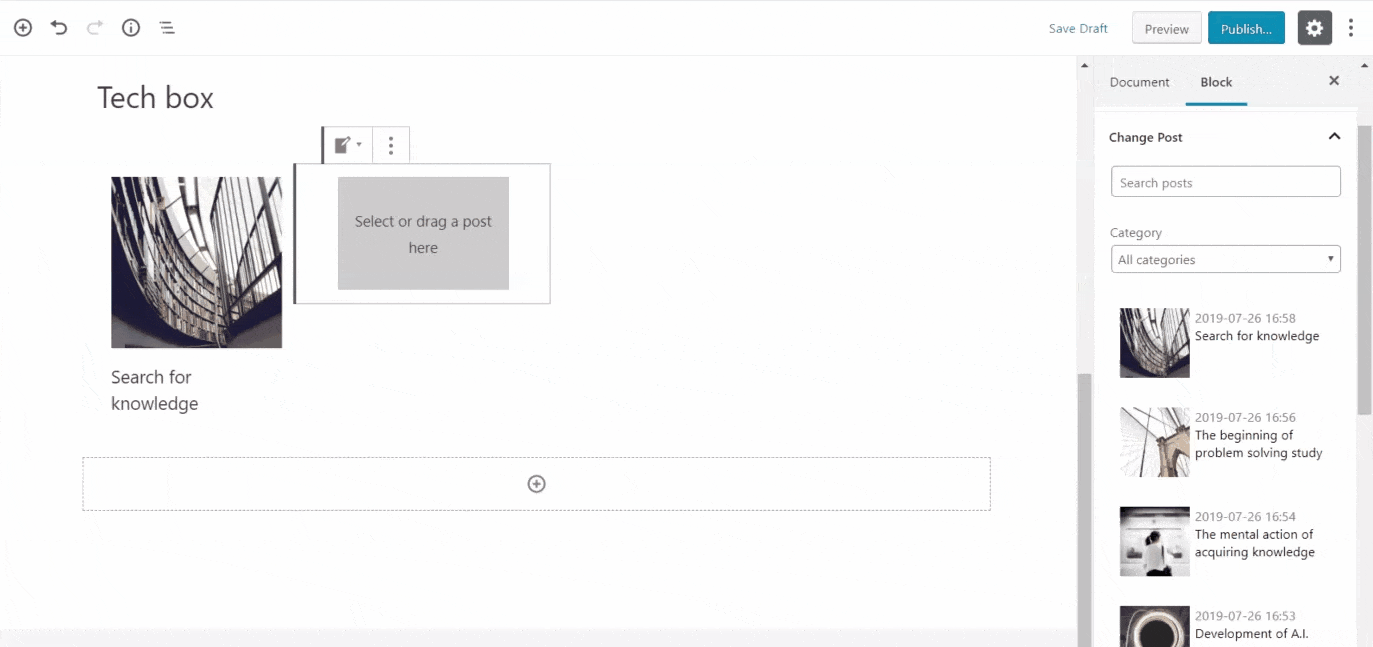 Save Draft
Preview
Publish...
Document
Block
Tech box
Change Post
Search posts
Select or drag a post
here
Category
All categories
2019-07-26 16:58
Search for knowledge
Search for
knowledge
2019-07-26 16:56
The beginning of
problem solving study
2019-07-26 16:54
The mental action of
acquiring knowledge
2019-07-26 16:53
Development of A.I.